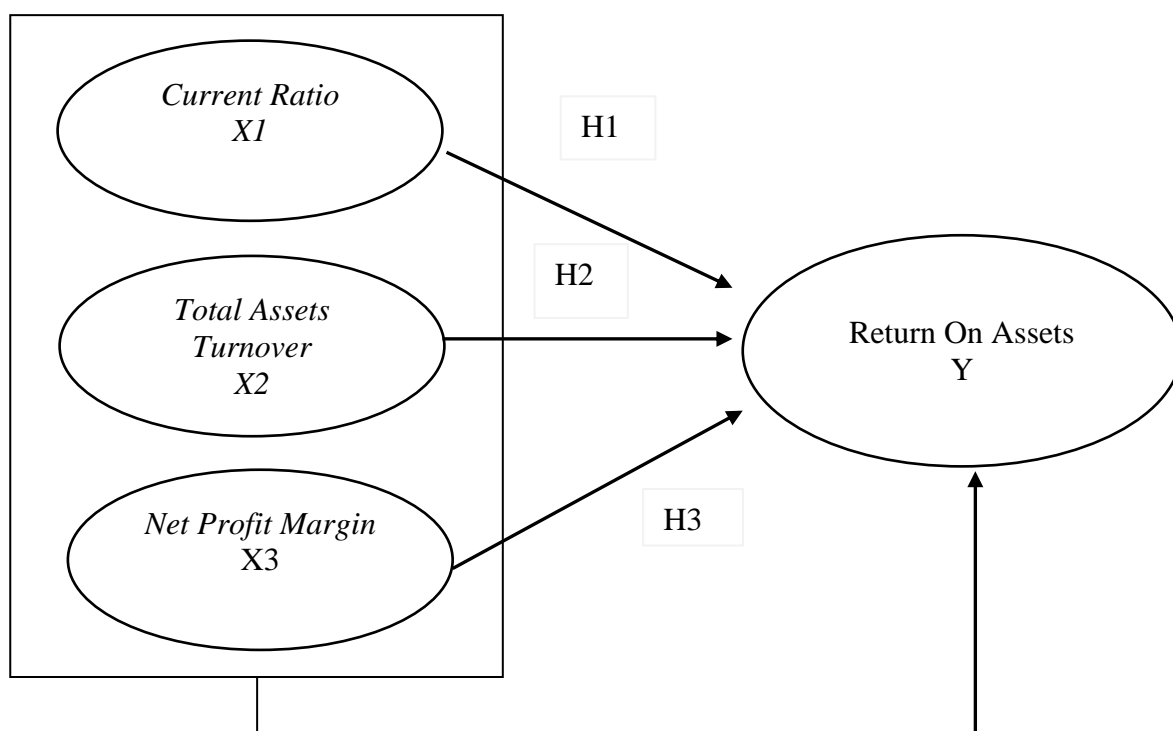 Current Ratio
X1
H1
H2
Total Assets
Turnover
X2
Return On Assets
Y
Net Profit Margin
X3
H3